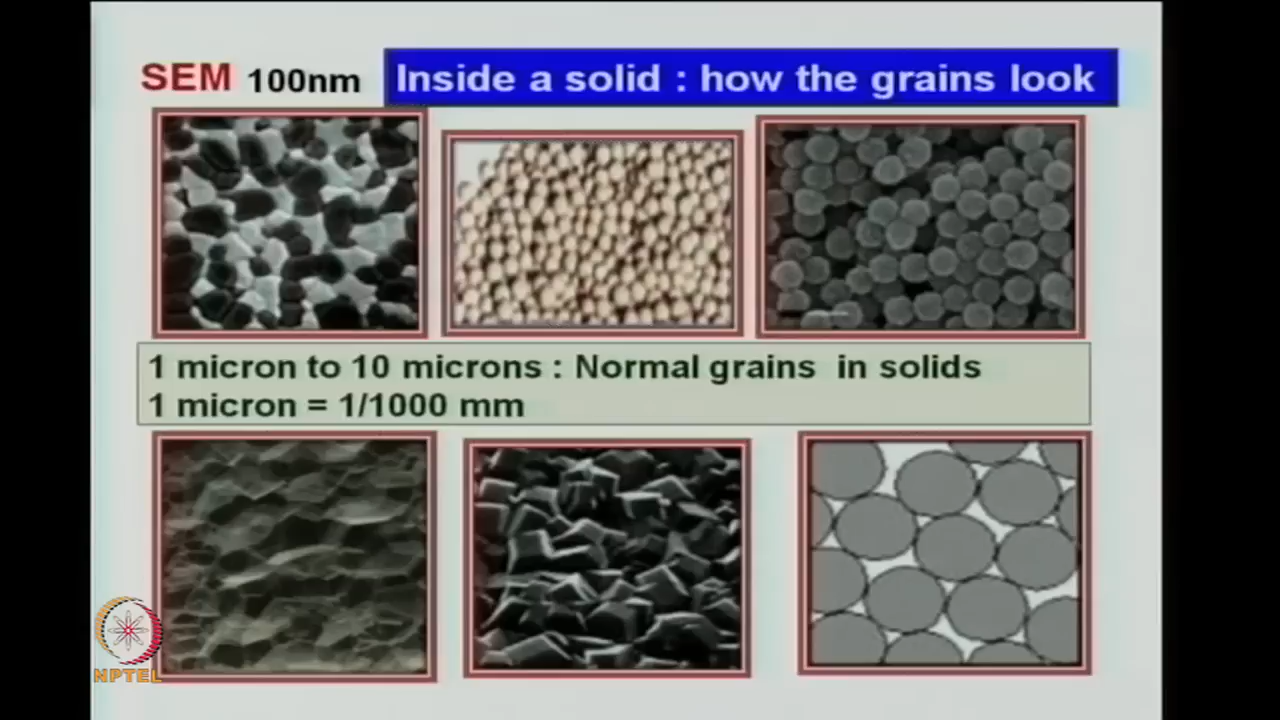 SEM 100nm Inside a solid : how the grains look
1 micron to 10 microns : Normal grains in solids
1 micron = 1/1000 mm
NPTEL